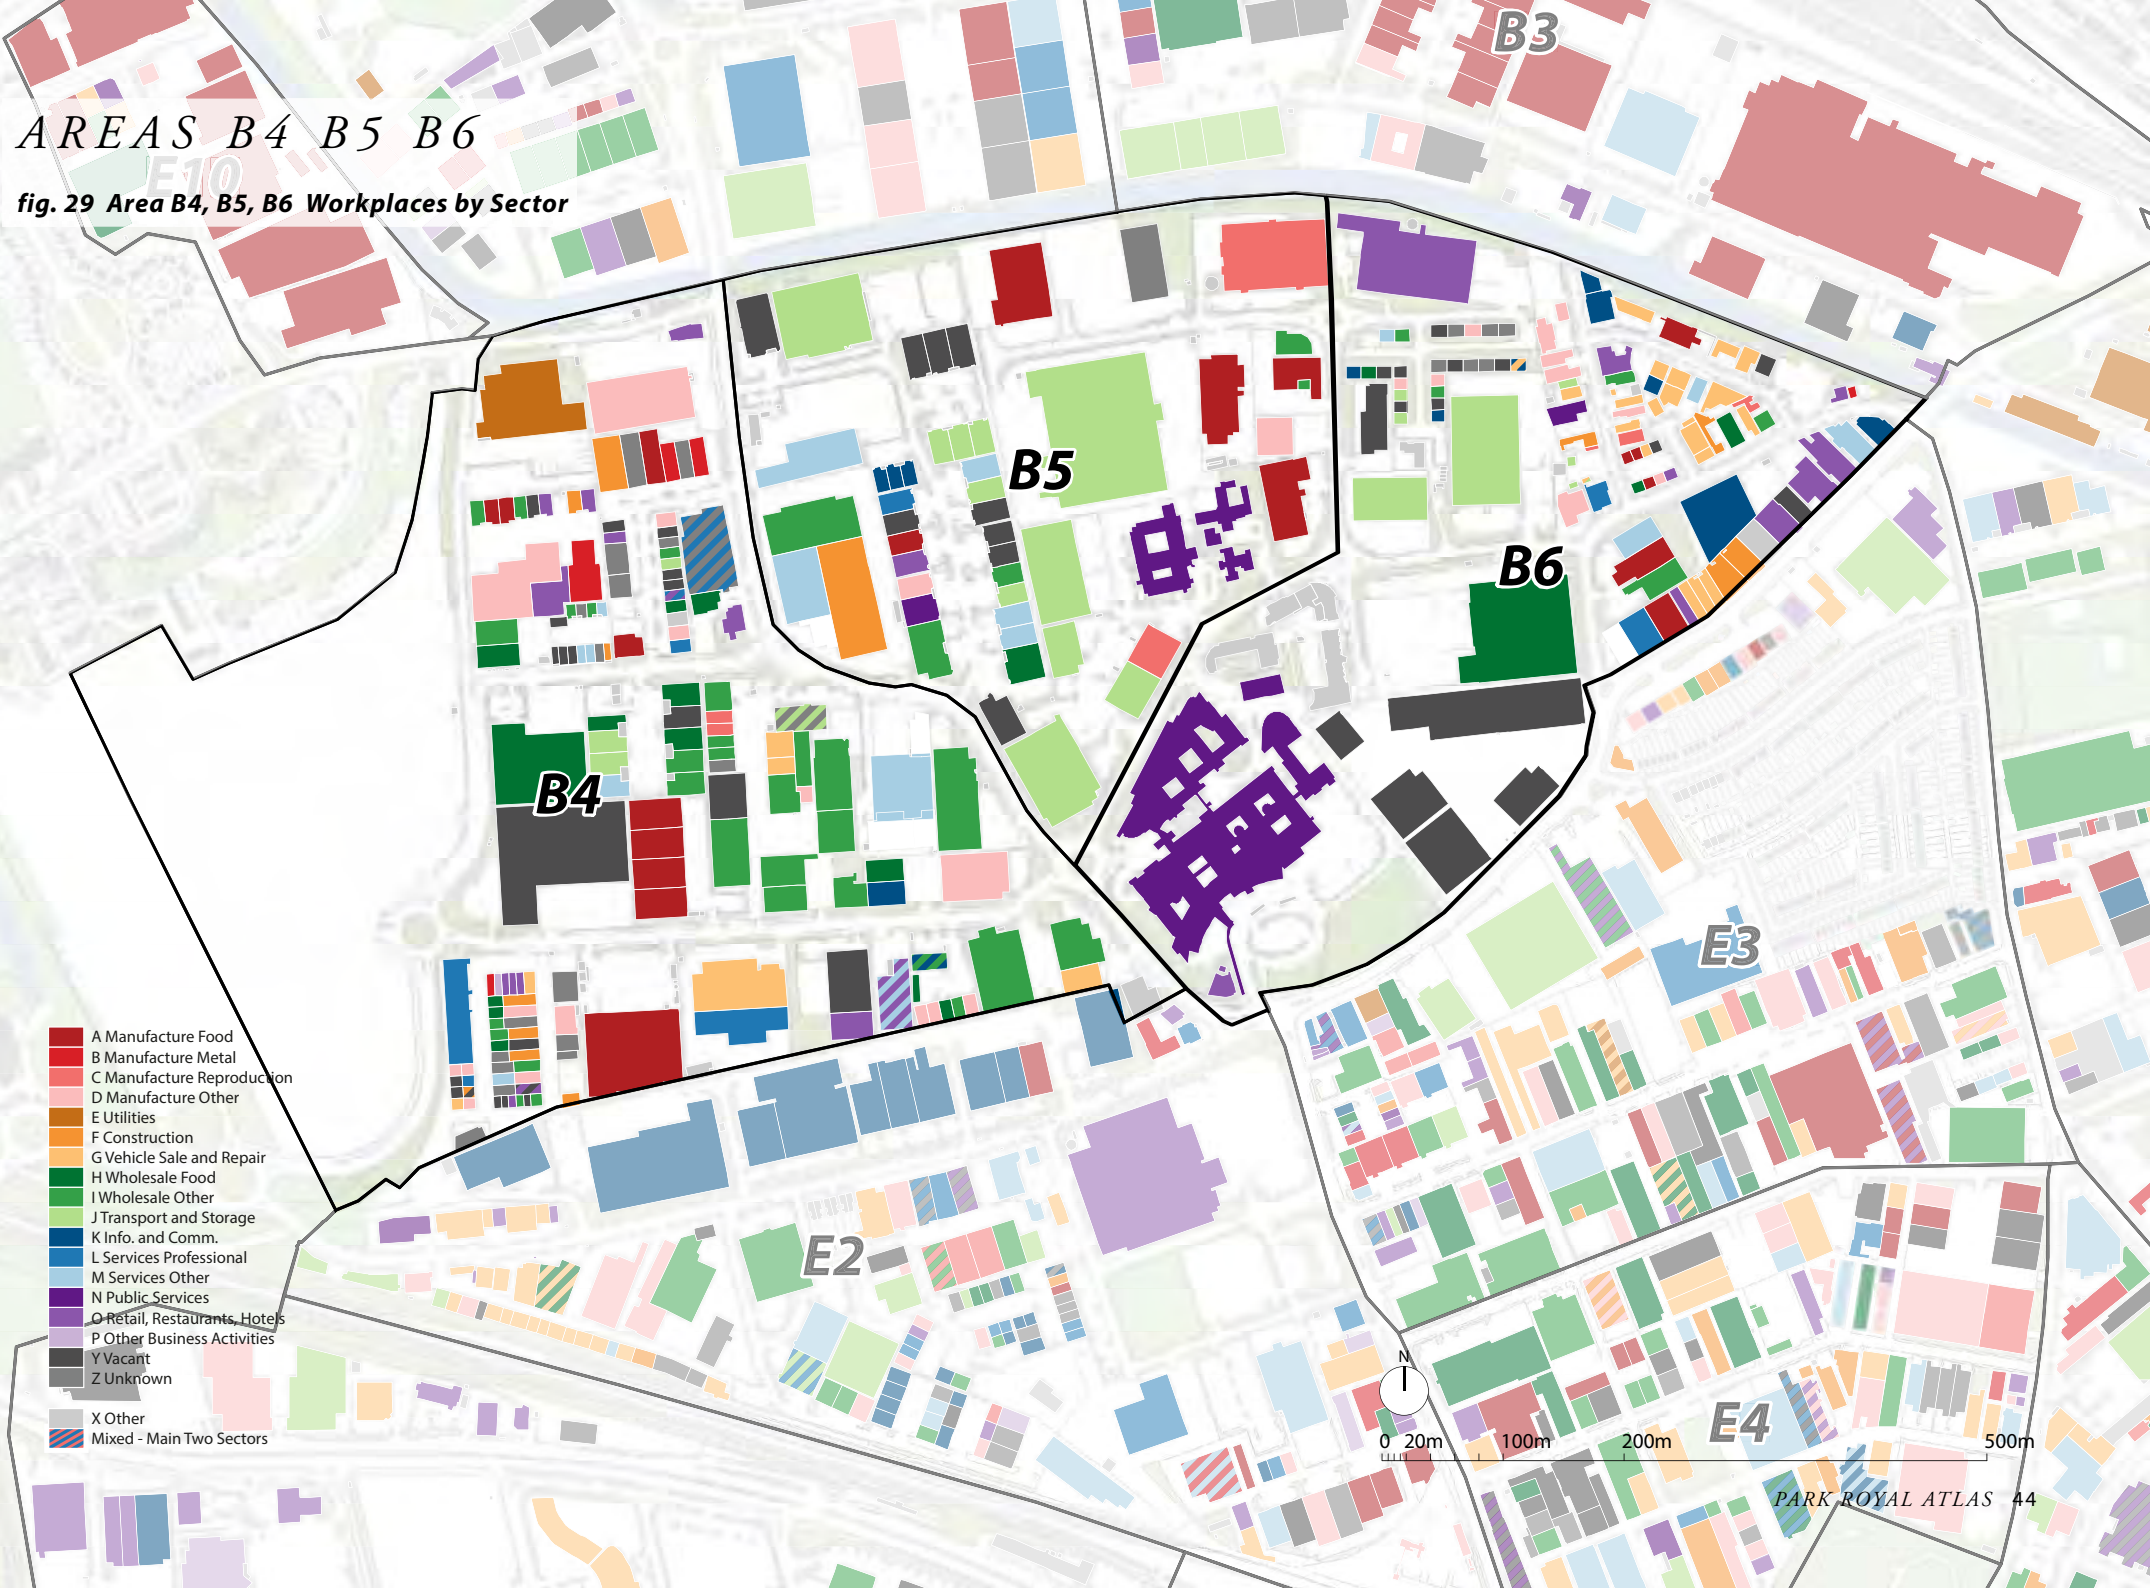 B3
AREAS B4 B5 B6
E10
fig. 29 Area B4, B5, B6 Workplaces by Sector
B5
B6
B4
E3
A Manufacture Food
B Manufacture Metal
C Manufacture Reproduction
D Manufacture Other
E Utilities
F Construction
G Vehicle Sale and Repair
H Wholesale Food
I Wholesale Other
J Transport and Storage
K Info. and Comm.
L Services Professional
M Services Other
N Public Services
O Retail, Restaurants, Hotels
P Other Business Activities
Y Vacant
Z Unknown
X Other
Mixed - Main Two Sectors
E2
E4
N
0 20m 100m 200m 500m
PARK ROYAL ATLAS 44